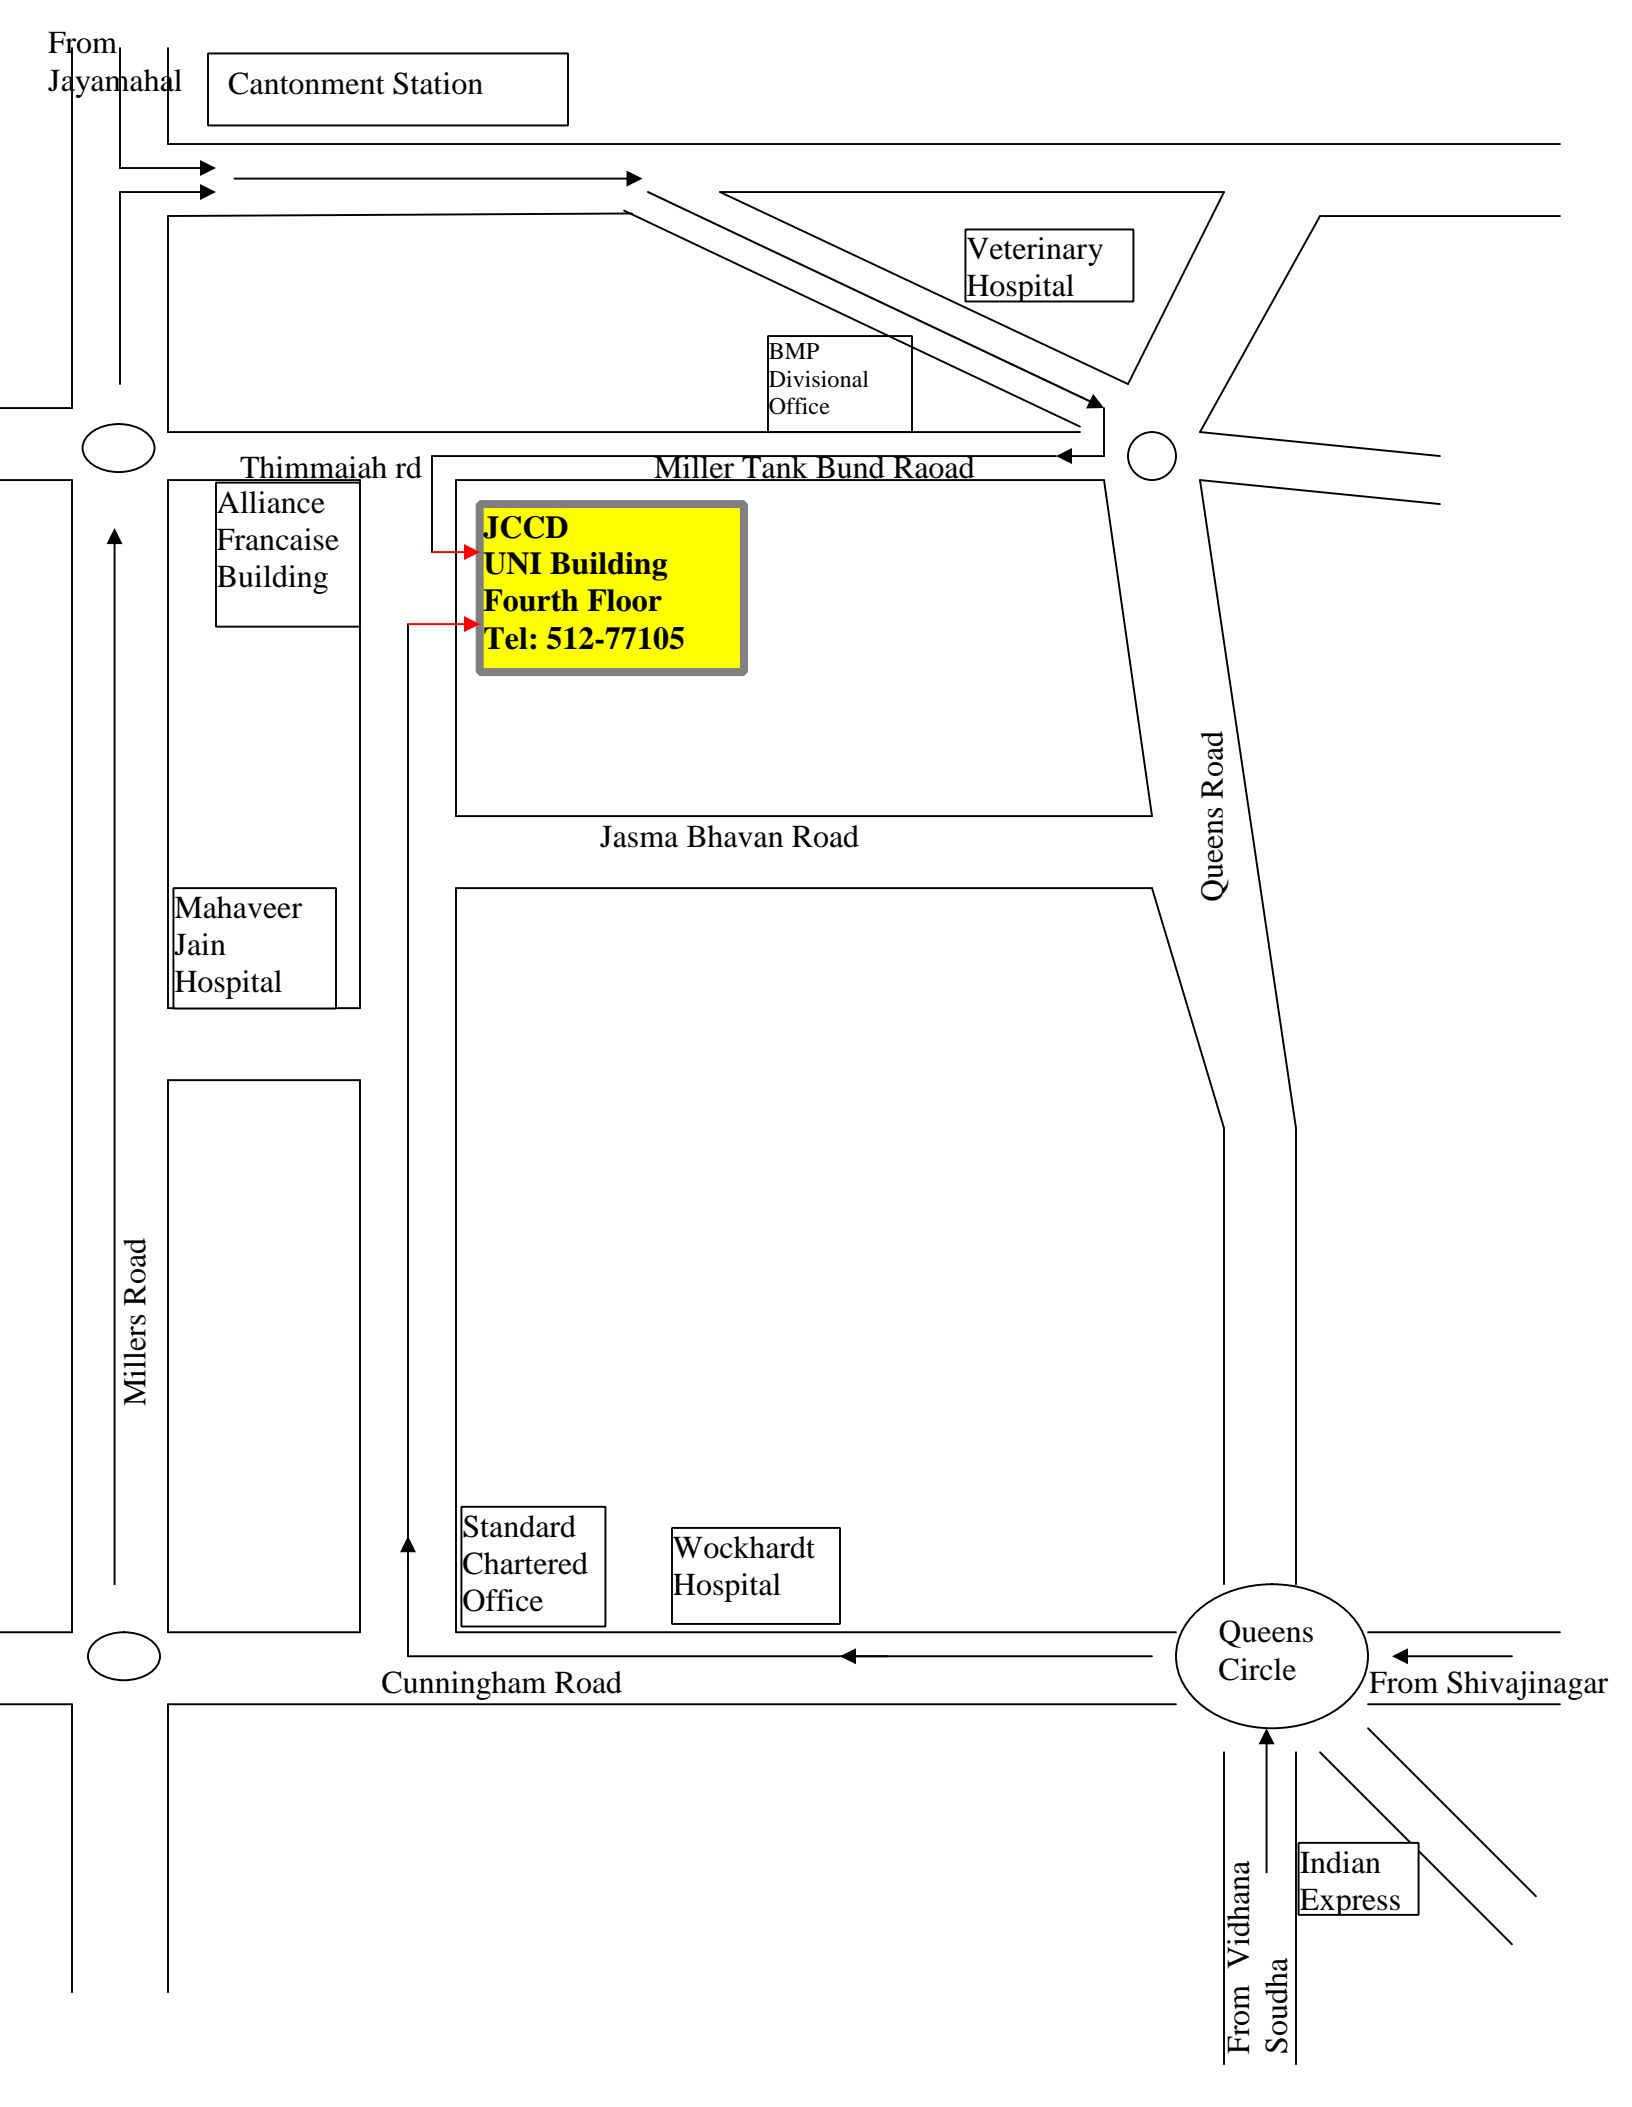 From
Jayamahal
Cantonment Station
Veterinary
Hospital
BMP
Divisional
Office
Thimmaiah rd
Miller Tank Bund Raoad
Alliance
Francaise
Building
JCCD
UNI Building
Fourth Floor
Tel: 512-77105
Queens Road
Jasma Bhavan Road
Mahaveer
Jain
Hospital
Millers Road
Standard
Chartered
Office
Wockhardt
Hospital
Queens
Circle
Cunningham Road
From Shivajinagar
Indian
Express
From Vidhana
Soudha